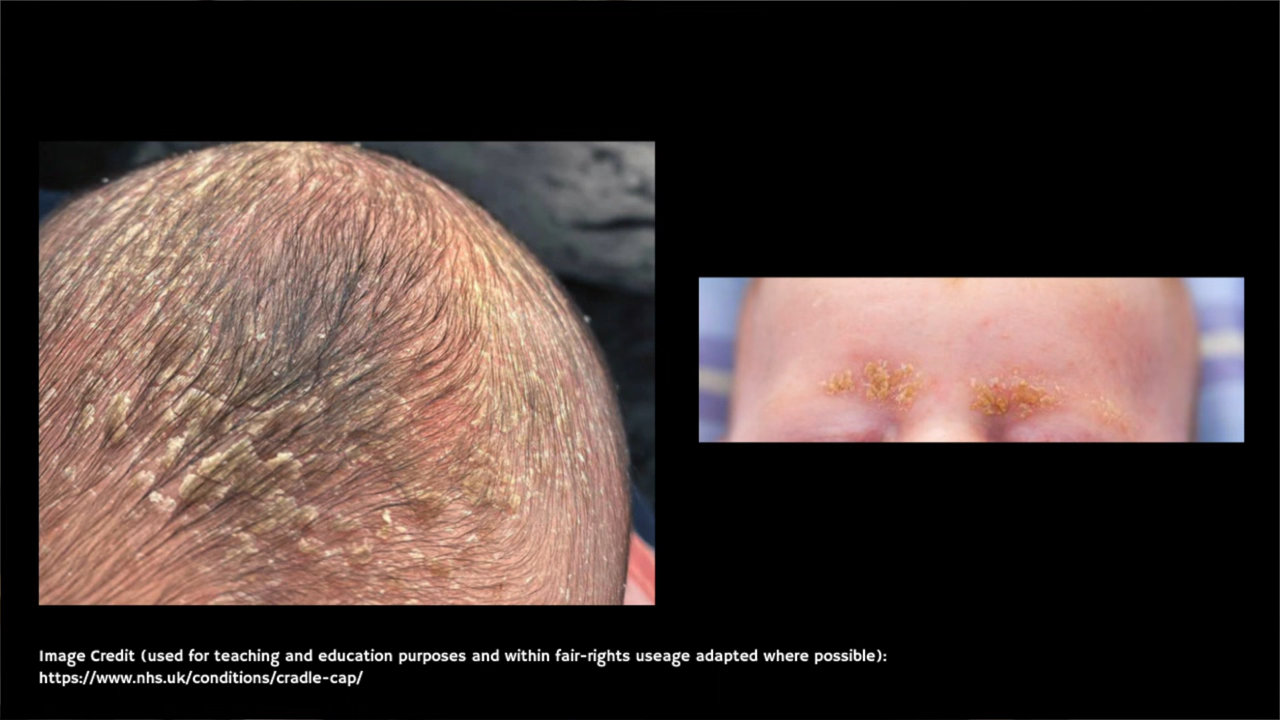 Image Credit (used for teaching and education purposes and within fair-rights useage adapted where possible):
https://www.nhs.uk/conditions/cradle-cap/